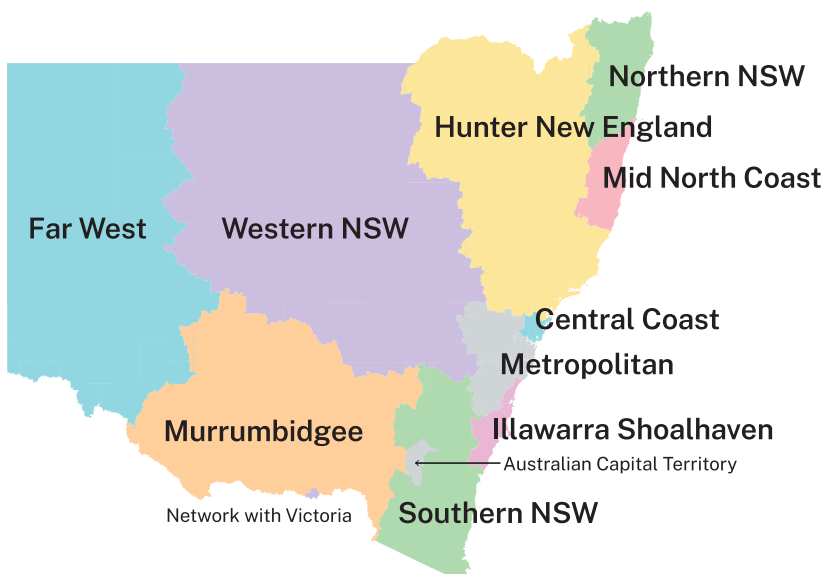 Northern NSW
Hunter New England
Mid North Coast
Far West
Western NSW
Central Coast
Metropolitan
Murrumbidgee
Illawarra Shoalhaven
Australian Capital Territory
Network with Victoria
Southern NSW